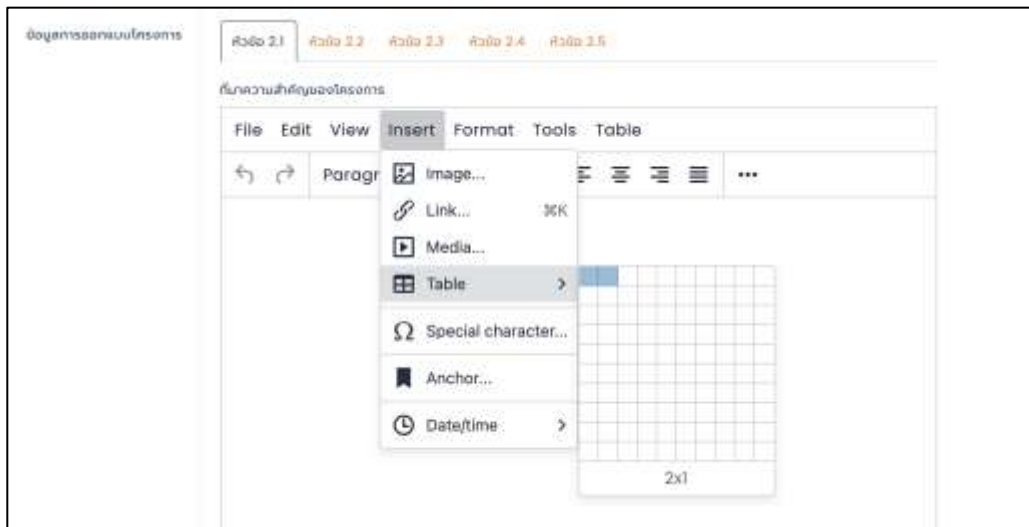 ข้อมูลการออกแบบโครงการ
หัวข้อ 2.1 หัวข้อ 2.2 หัวข้อ 2.3 หัวข้อ 2.4 หัวข้อ 2.5
ที่มาความสำคัญของโครงการ
File Edit View Insert Format Tools Table
Paragr
Image...
Link... ⌘K
Media...
Table
Special character...
Anchor...
Date/time
2x1